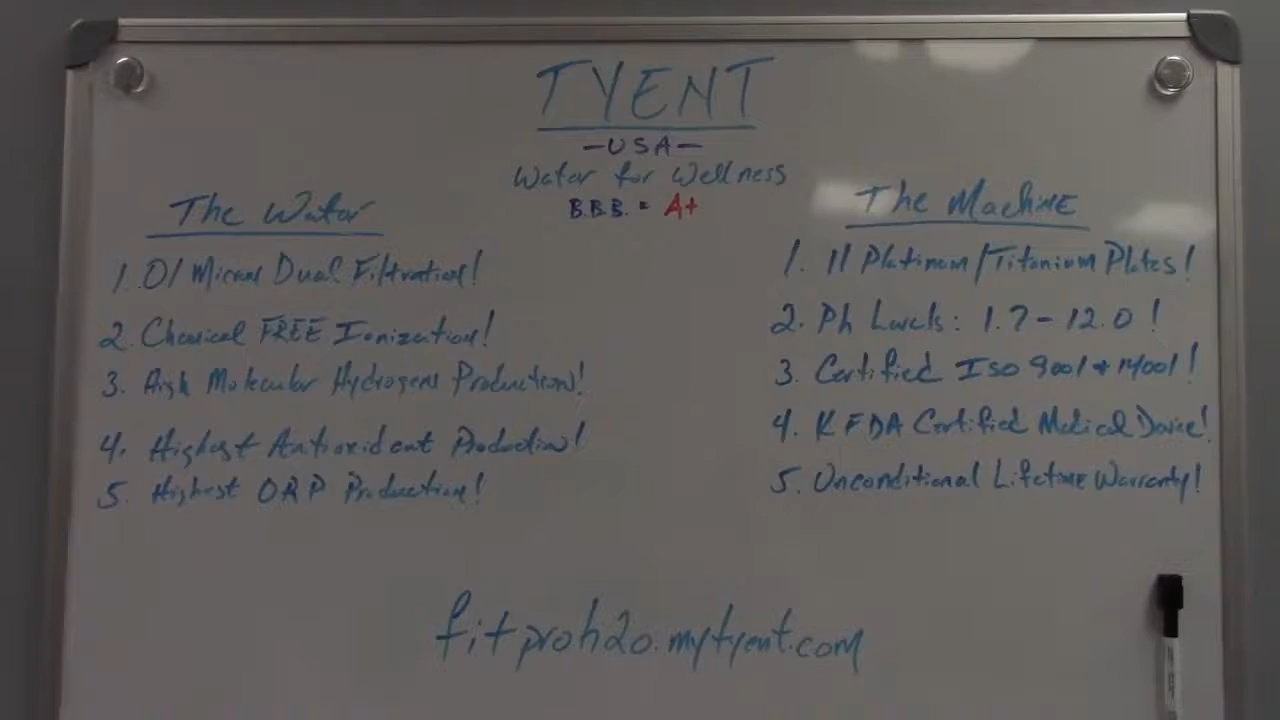 TYENT
-USA-
Water for Wellness
B.B.B. = A+
The Water
1. .01 Micron Dual Filtration!
2. Chemical FREE Ionization!
3. High Molecular Hydrogen Production!
4. Highest Antioxident Production!
5. Highest ORP Production!
The Machine
1. 11 Platinum/Titanium Plates!
2. Ph Levels: 1.7-12.0!
3. Certified ISO 9001 + 14001!
4. KFDA Certified Medical Device!
5. Unconditional Lifetime Warrenty!
fitproh2o.mytyent.com